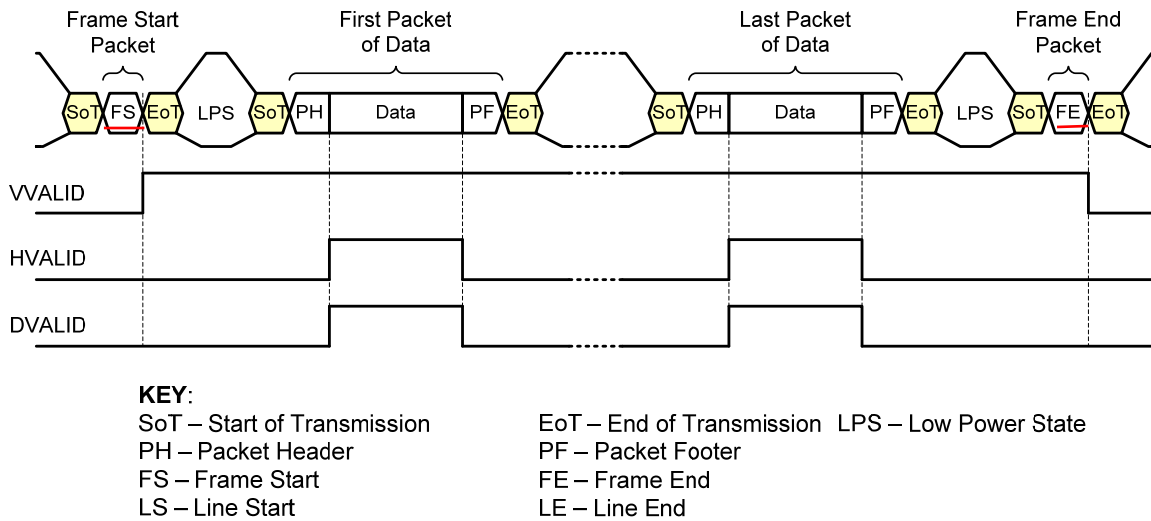 Frame Start Packet
First Packet of Data
Last Packet of Data
Frame End Packet
SoT FS EoT LPS SoT PH Data PF EoT SoT PH Data PF EoT LPS SoT FE EoT
VVALID
HVALID
DVALID
KEY:
SoT – Start of Transmission EoT – End of Transmission LPS – Low Power State
PH – Packet Header PF – Packet Footer
FS – Frame Start FE – Frame End
LS – Line Start LE – Line End